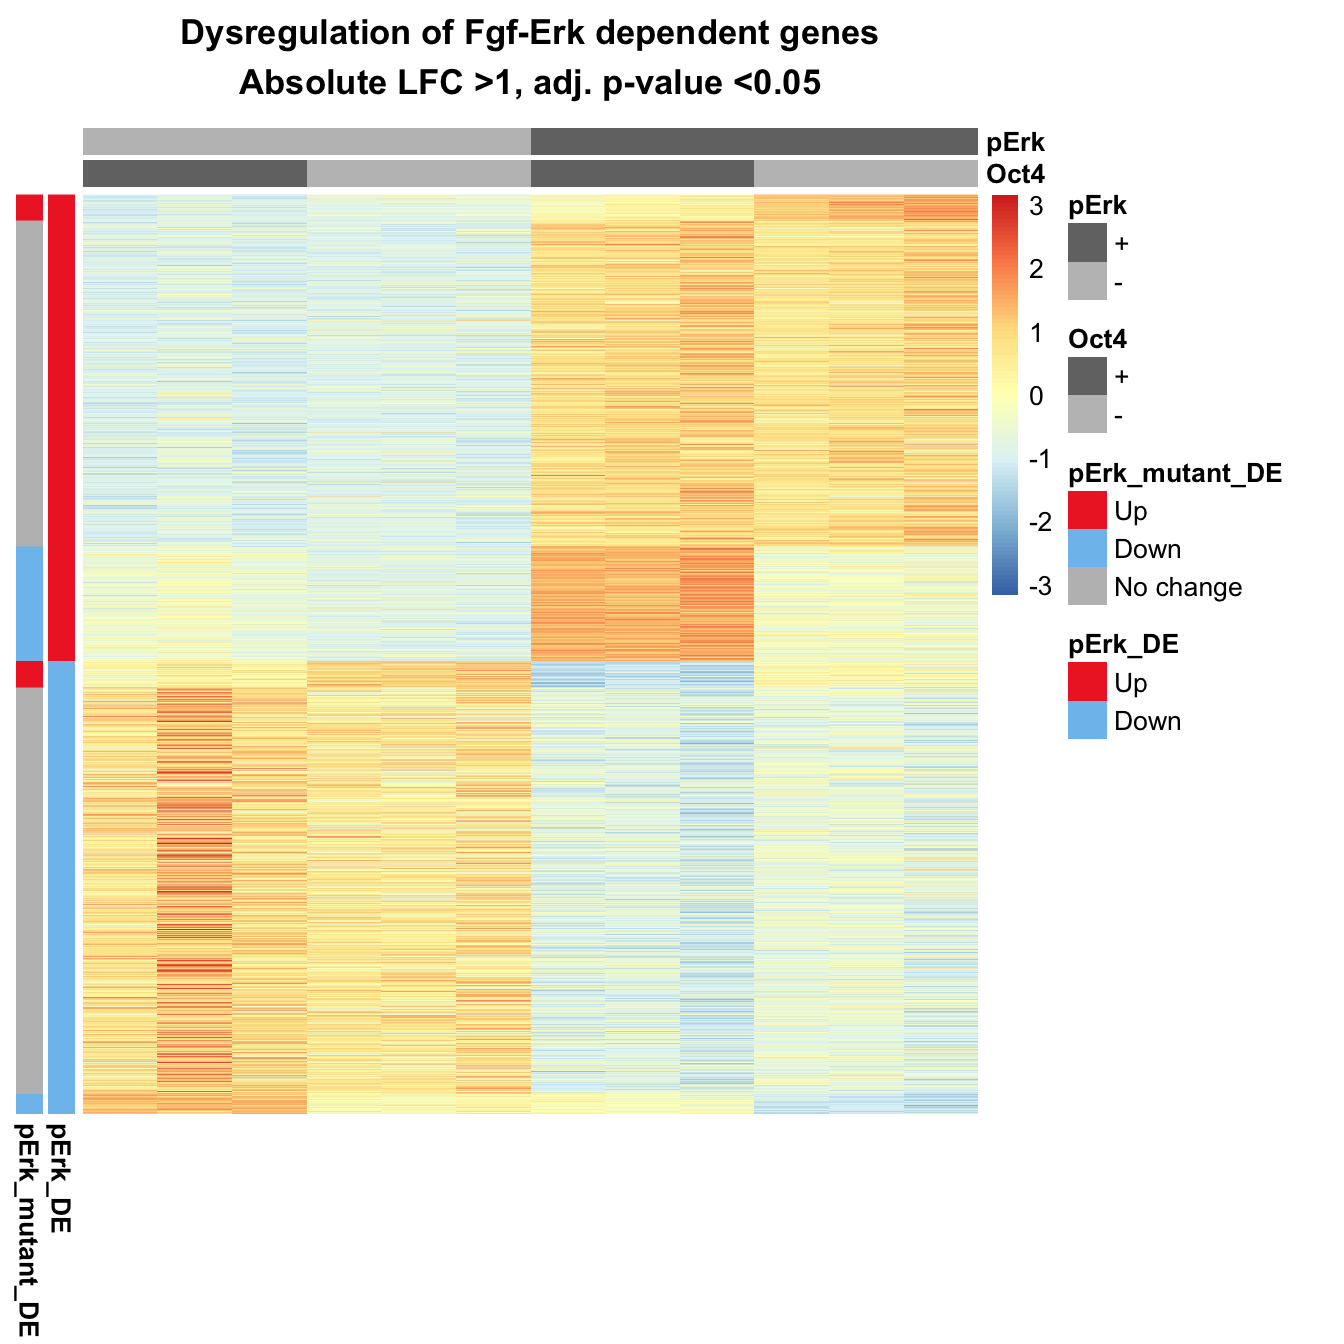 Dysregulation of Fgf-Erk dependent genes
Absolute LFC >1, adj. p-value <0.05
pErk
Oct4
3
2
1
0
-1
-2
-3
pErk
+
-
Oct4
+
-
pErk_mutant_DE
Up
Down
No change
pErk_DE
Up
Down
pErk_mutant_DE
pErk_DE